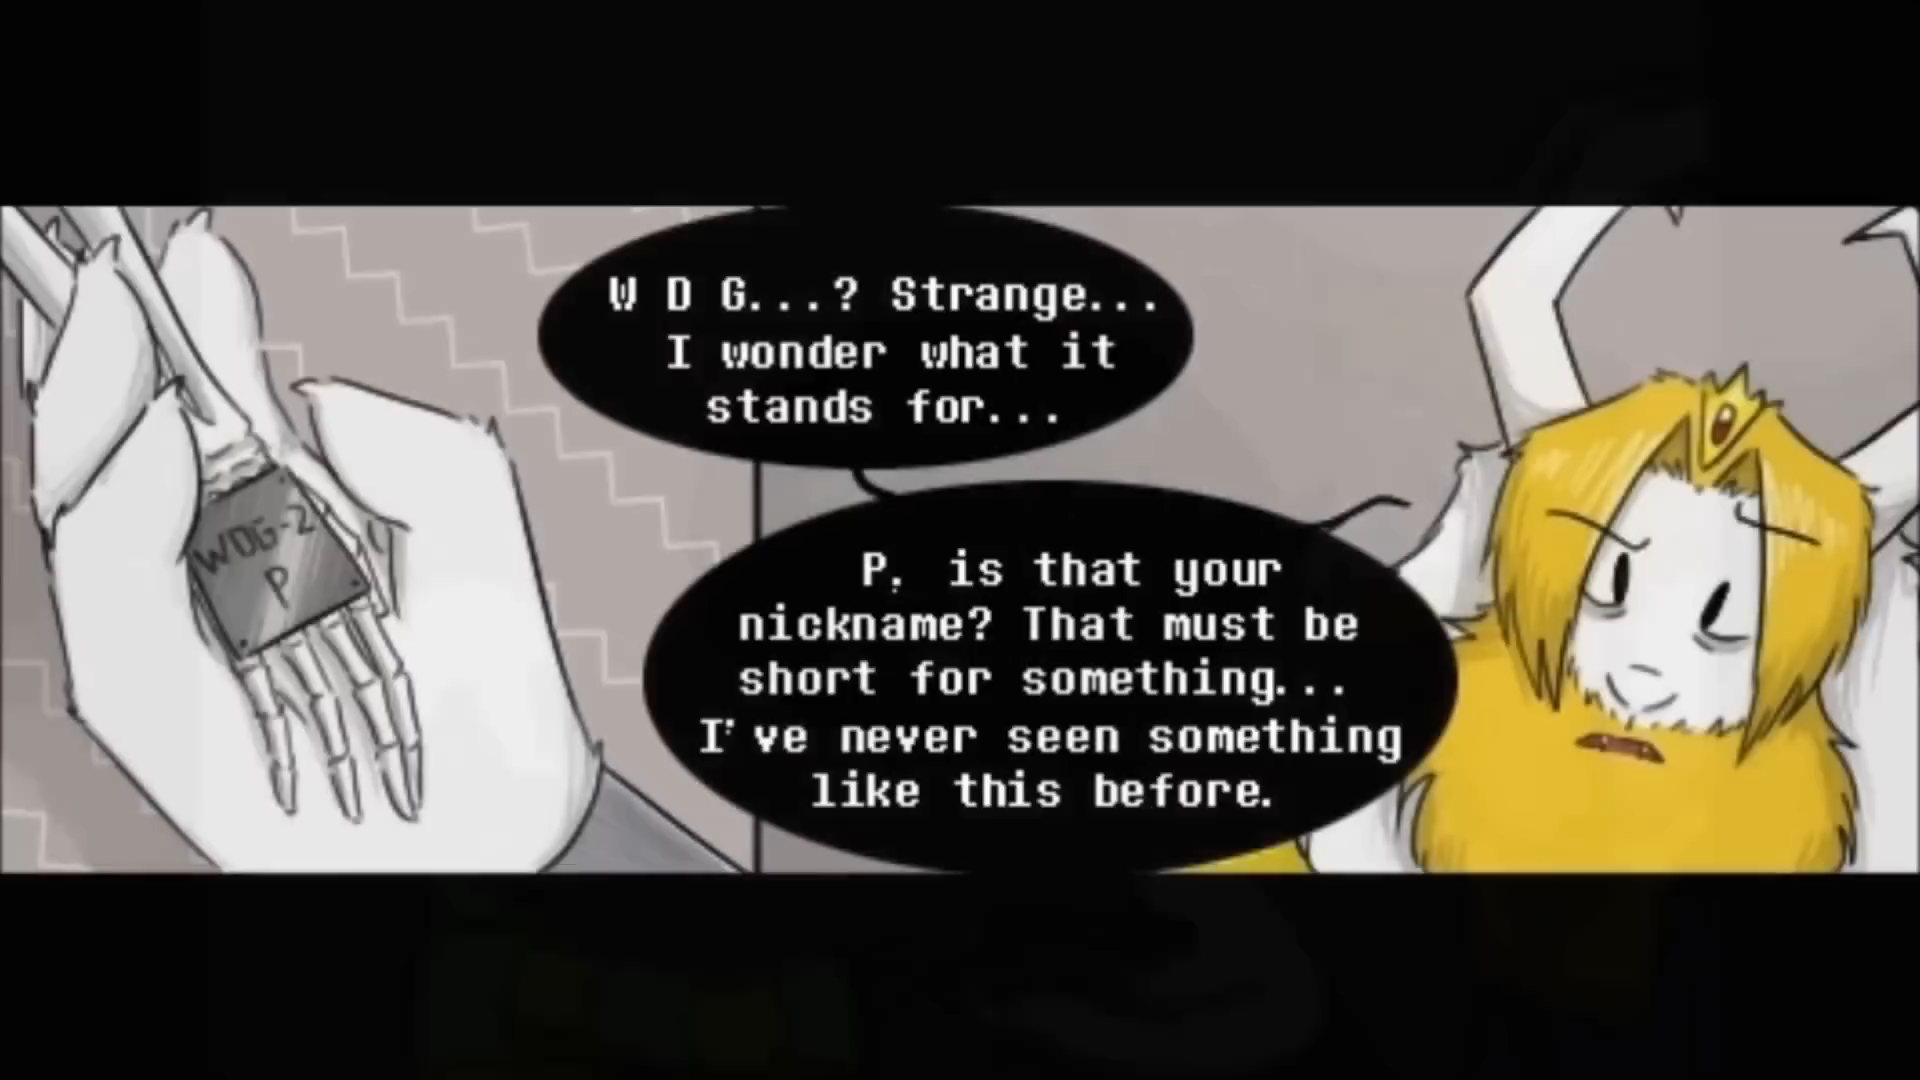 WDG-2
P
W D G...? Strange...
I wonder what it
stands for...
P, is that your
nickname? That must be
short for something...
I've never seen something
like this before.